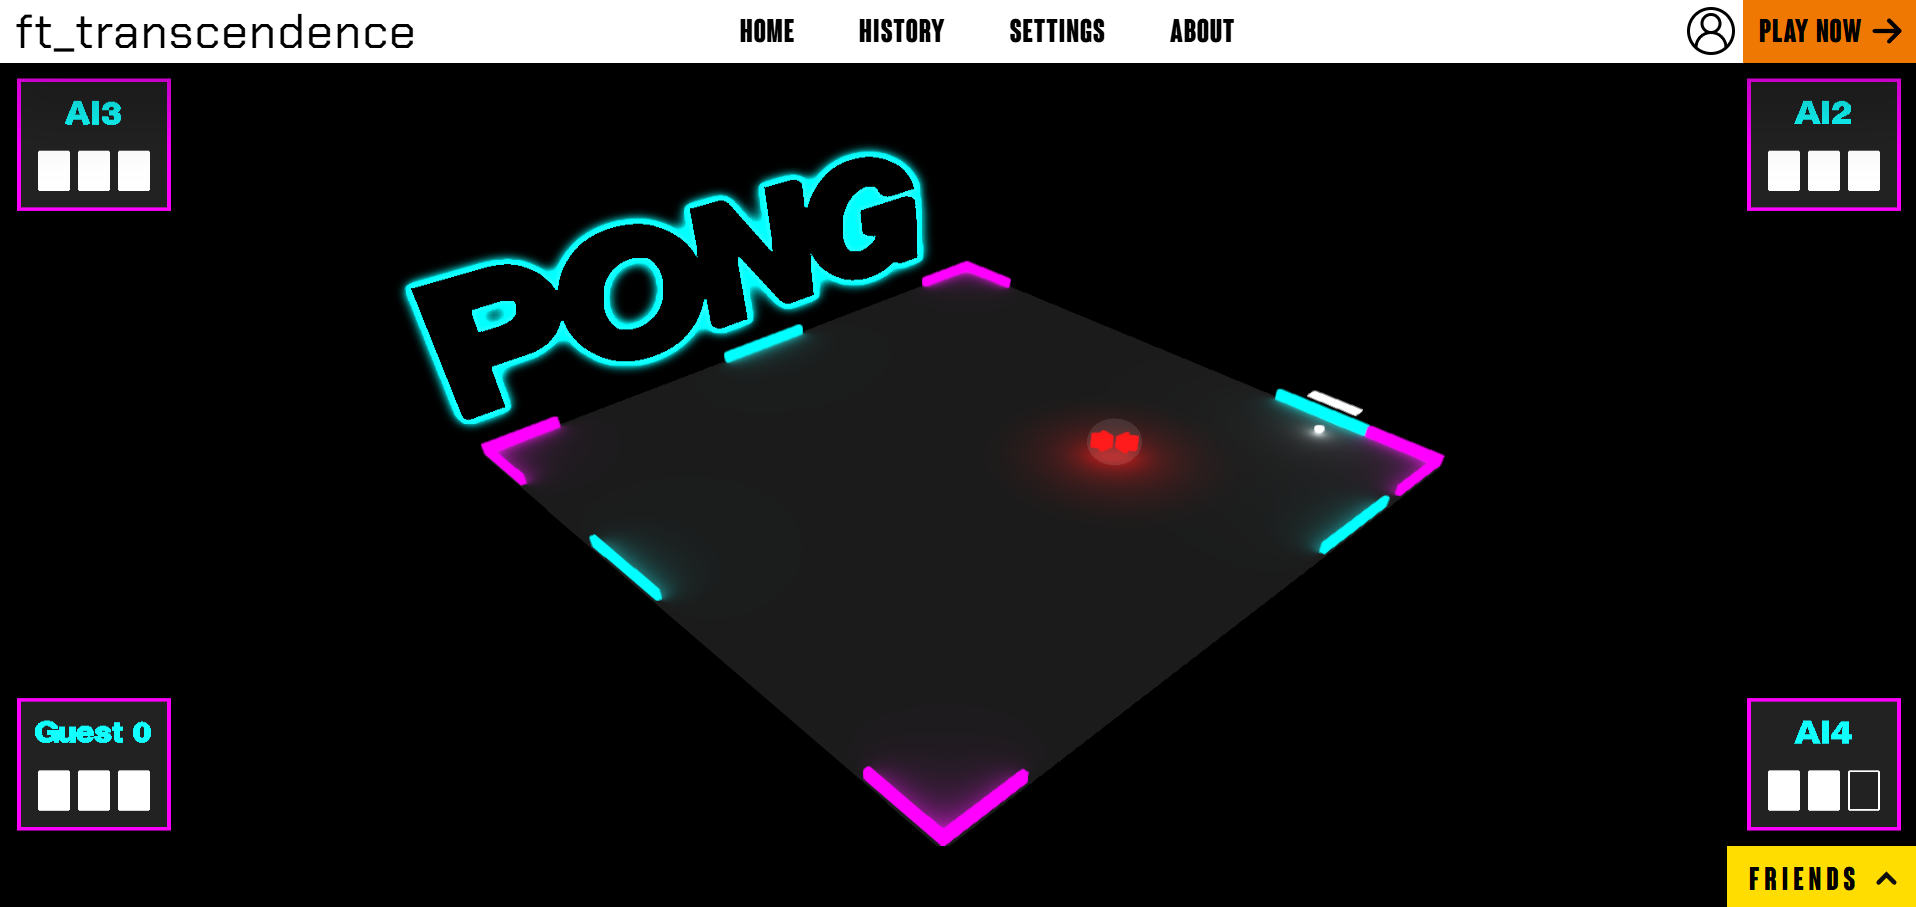 ft_transcendence
HOME HISTORY SETTINGS ABOUT
PLAY NOW
AI3
AI2
PONG
Guest 0
AI4
FRIENDS